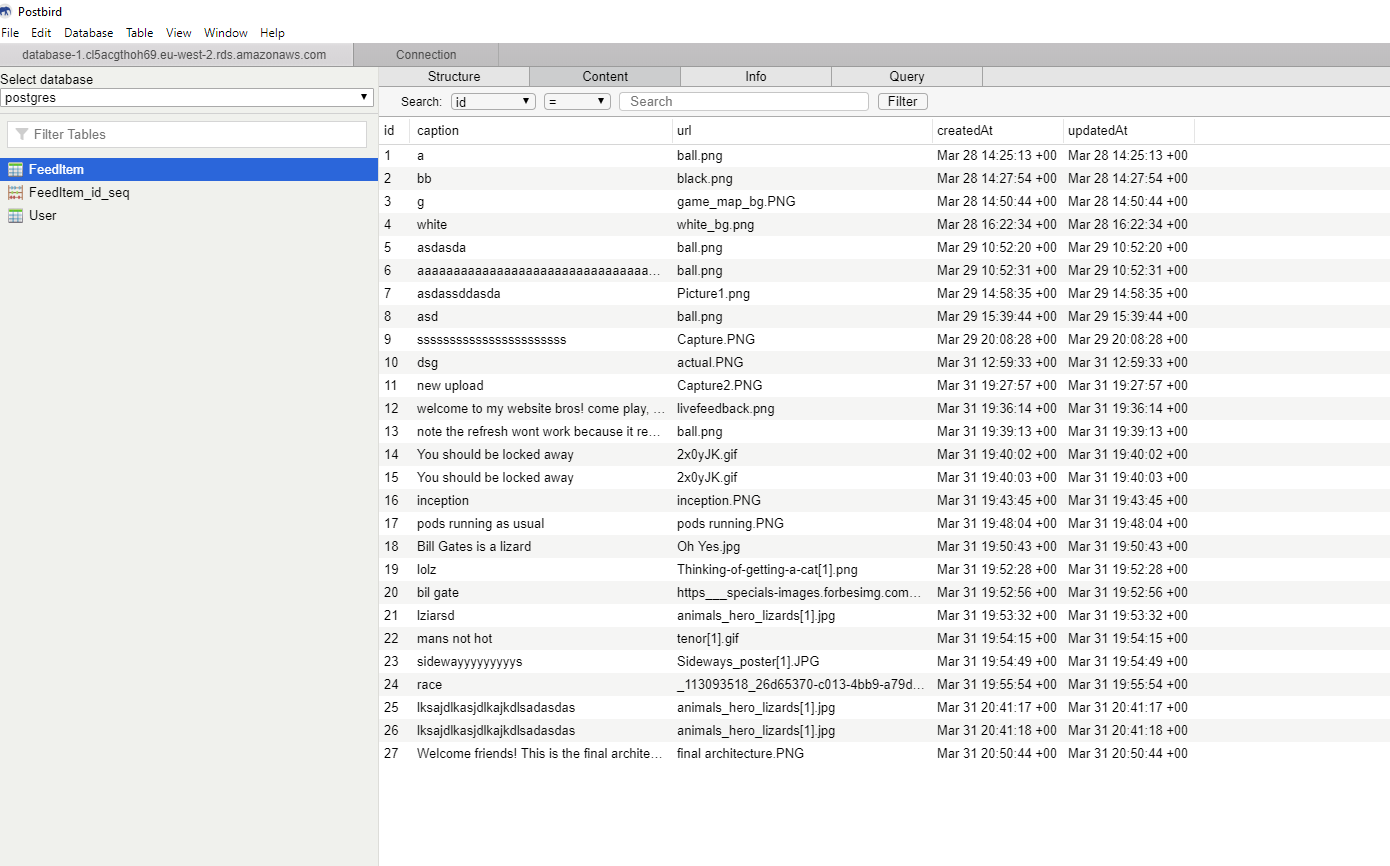 Postbird
File Edit Database Table View Window Help
database-1.cl5acgthoh69.eu-west-2.rds.amazonaws.com Connection
Select database
postgres
Filter Tables
FeedItem
FeedItem_id_seq
User
Structure Content Info Query
Search: id = Search Filter
id caption url createdAt updatedAt
1 a ball.png Mar 28 14:25:13 +00 Mar 28 14:25:13 +00
2 bb black.png Mar 28 14:27:54 +00 Mar 28 14:27:54 +00
3 g game_map_bg.PNG Mar 28 14:50:44 +00 Mar 28 14:50:44 +00
4 white white_bg.png Mar 28 16:22:34 +00 Mar 28 16:22:34 +00
5 asdasda ball.png Mar 29 10:52:20 +00 Mar 29 10:52:20 +00
6 aaaaaaaaaaaaaaaaaaaaaaaaaaaaaaaa… ball.png Mar 29 10:52:31 +00 Mar 29 10:52:31 +00
7 asdassddasda Picture1.png Mar 29 14:58:35 +00 Mar 29 14:58:35 +00
8 asd ball.png Mar 29 15:39:44 +00 Mar 29 15:39:44 +00
9 sssssssssssssssssssssss Capture.PNG Mar 29 20:08:28 +00 Mar 29 20:08:28 +00
10 dsg actual.PNG Mar 31 12:59:33 +00 Mar 31 12:59:33 +00
11 new upload Capture2.PNG Mar 31 19:27:57 +00 Mar 31 19:27:57 +00
12 welcome to my website bros! come play, … livefeedback.png Mar 31 19:36:14 +00 Mar 31 19:36:14 +00
13 note the refresh wont work because it re… ball.png Mar 31 19:39:13 +00 Mar 31 19:39:13 +00
14 You should be locked away 2x0yJK.gif Mar 31 19:40:02 +00 Mar 31 19:40:02 +00
15 You should be locked away 2x0yJK.gif Mar 31 19:40:03 +00 Mar 31 19:40:03 +00
16 inception inception.PNG Mar 31 19:43:45 +00 Mar 31 19:43:45 +00
17 pods running as usual pods running.PNG Mar 31 19:48:04 +00 Mar 31 19:48:04 +00
18 Bill Gates is a lizard Oh Yes.jpg Mar 31 19:50:43 +00 Mar 31 19:50:43 +00
19 lolz Thinking-of-getting-a-cat[1].png Mar 31 19:52:28 +00 Mar 31 19:52:28 +00
20 bil gate https___specials-images.forbesimg.com… Mar 31 19:52:56 +00 Mar 31 19:52:56 +00
21 lziarsd animals_hero_lizards[1].jpg Mar 31 19:53:32 +00 Mar 31 19:53:32 +00
22 mans not hot tenor[1].gif Mar 31 19:54:15 +00 Mar 31 19:54:15 +00
23 sidewayyyyyyyyys Sideways_poster[1].JPG Mar 31 19:54:49 +00 Mar 31 19:54:49 +00
24 race _113093518_26d65370-c013-4bb9-a79d… Mar 31 19:55:54 +00 Mar 31 19:55:54 +00
25 lksajdlkasjdlkajkdlsadasdas animals_hero_lizards[1].jpg Mar 31 20:41:17 +00 Mar 31 20:41:17 +00
26 lksajdlkasjdlkajkdlsadasdas animals_hero_lizards[1].jpg Mar 31 20:41:18 +00 Mar 31 20:41:18 +00
27 Welcome friends! This is the final archite… final architecture.PNG Mar 31 20:50:44 +00 Mar 31 20:50:44 +00